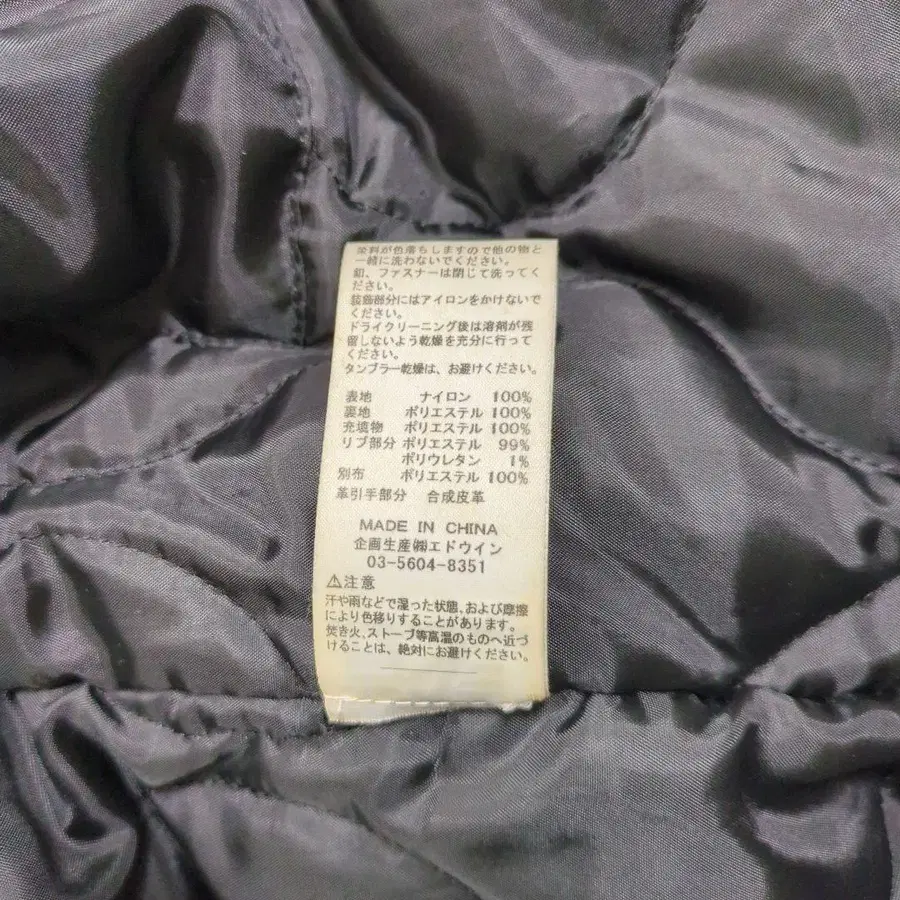 染料が色落ちしますので他の物と
一緒に洗わないでください。
釦、ファスナーは閉じて洗ってく
ださい。
装飾部分にはアイロンをかけないで
ください。
ドライクリーニング後は溶剤が残
留しないよう乾燥を充分に行って
ください。
タンブラー乾燥は、お避けください。
表地 ナイロン 100%
裏地 ポリエステル 100%
充填物 ポリエステル 100%
リブ部分 ポリエステル 99%
ポリウレタン 1%
別布 ポリエステル 100%
革引手部分 合成皮革
MADE IN CHINA
企画生産㈱エドウイン
03-5604-8351
⚠注意
汗や雨などで湿った状態、および摩擦
により色移りすることがあります。
焚き火、ストーブ等高温のものへ近づ
けることは、絶対にお避けください。